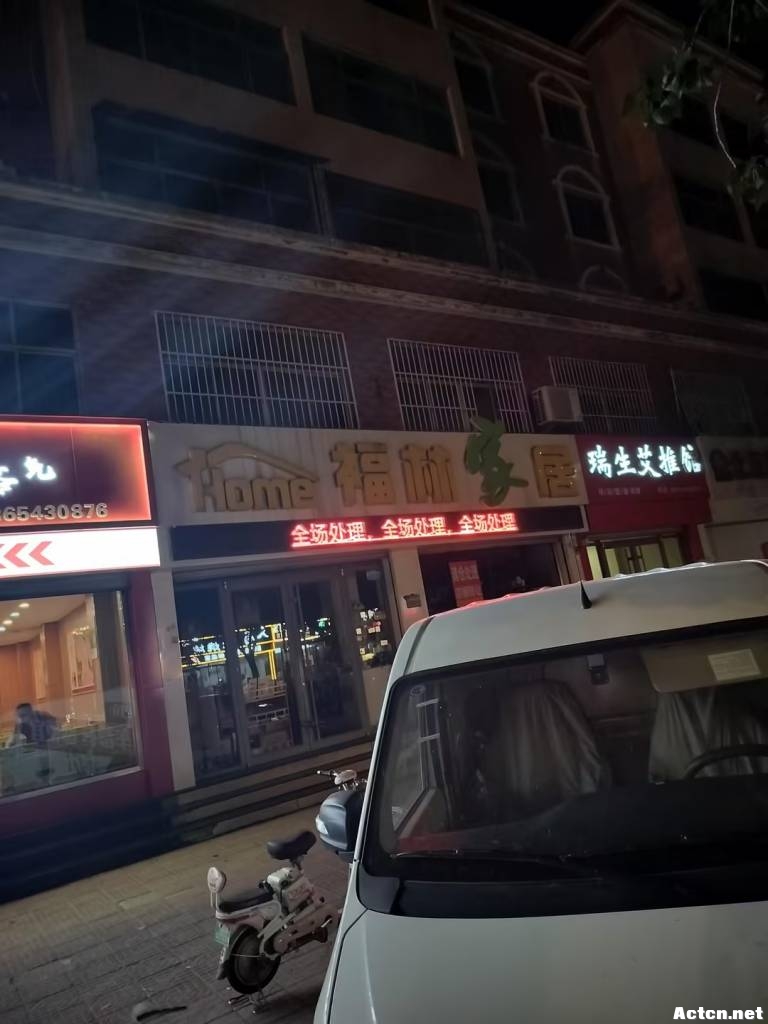 光
65430876
Home 福林家居
全场处理，全场处理，全场处理
瑞生艾推馆
Actcn.net